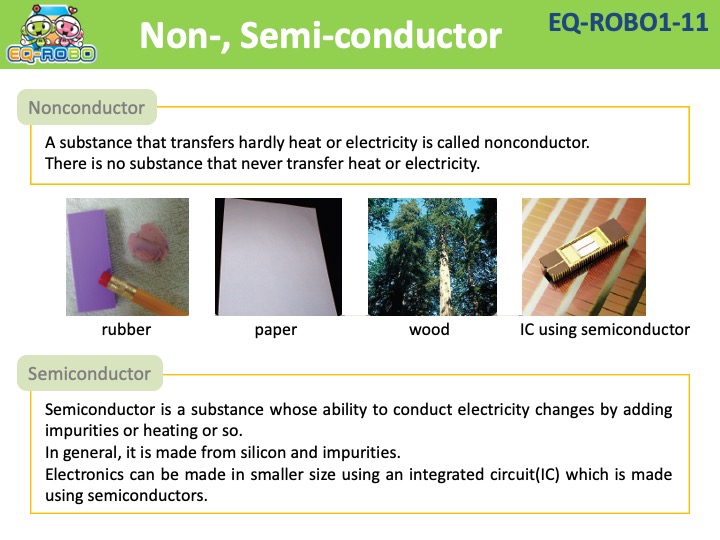 EQ-ROBO
Non-, Semi-conductor
EQ-ROBO1-11
Nonconductor
A substance that transfers hardly heat or electricity is called nonconductor.
There is no substance that never transfer heat or electricity.
rubber
paper
wood
IC using semiconductor
Semiconductor
Semiconductor is a substance whose ability to conduct electricity changes by adding
impurities or heating or so.
In general, it is made from silicon and impurities.
Electronics can be made in smaller size using an integrated circuit(IC) which is made
using semiconductors.